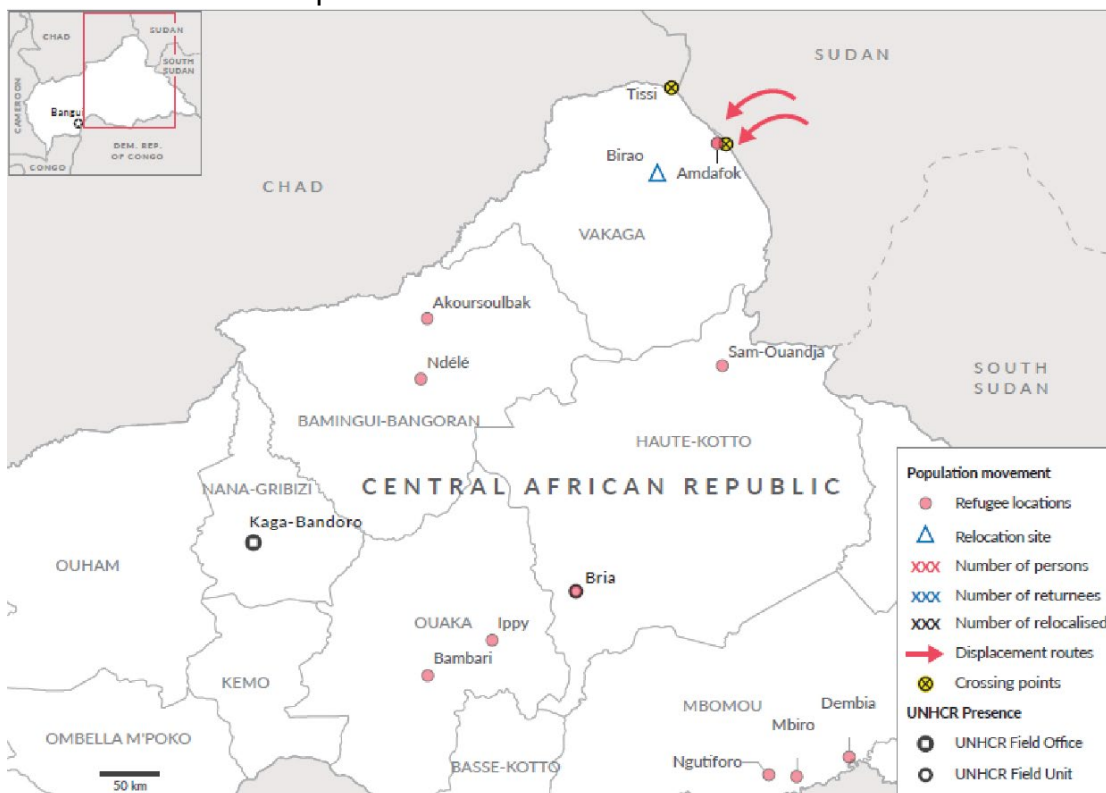 CHAD
SUDAN
SOUTH
SUDAN
CAMEROON
Bangui
DEM. REP.
OF CONGO
CONGO
SUDAN
Tissi
Birao
Amdafok
CHAD
VAKAGA
Akoursoulbak
Ndélé
Sam-Ouandja
SOUTH
SUDAN
BAMINGUI-BANGORAN
HAUTE-KOTTO
NANA-GRIBIZI
CENTRAL AFRICAN REPUBLIC
Kaga-Bandoro
OUHAM
Bria
OUAKA
Ippy
Bambari
KEMO
MBOMOU
Dembia
Mbiro
OMBELLA M'POKO
Ngutiforo
BASSE-KOTTO
50 km
Population movement
Refugee locations
Relocation site
XXX Number of persons
XXX Number of returnees
XXX Number of relocalised
Displacement routes
Crossing points
UNHCR Presence
UNHCR Field Office
UNHCR Field Unit